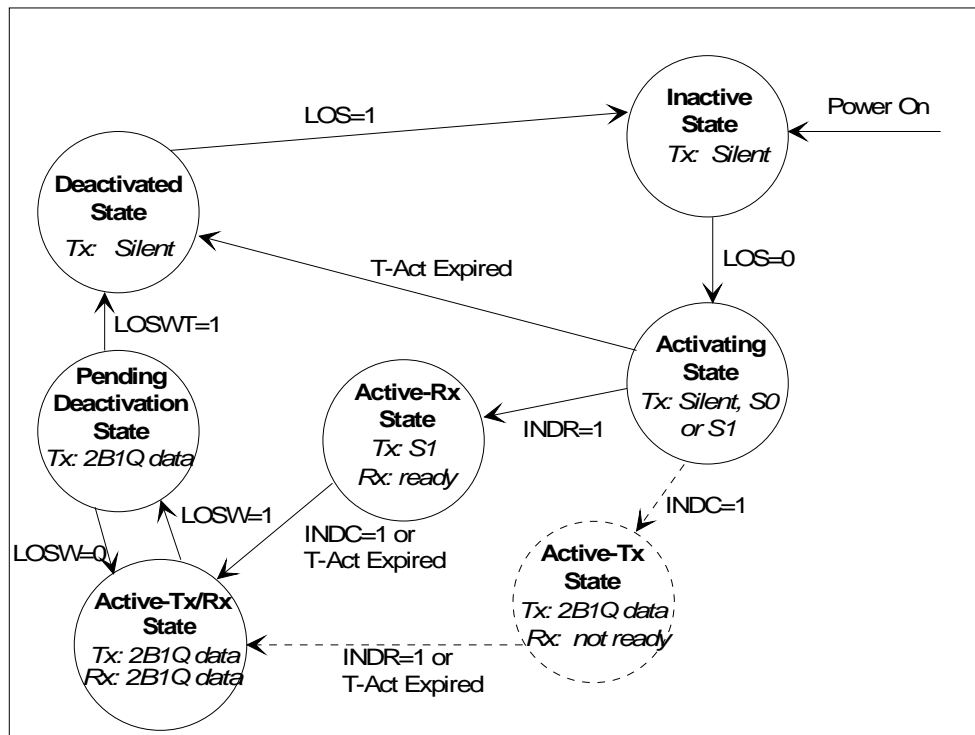 LOS=1
Inactive
State
Tx: Silent
Power On
Deactivated
State
Tx: Silent
T-Act Expired
LOS=0
LOSWT=1
Activating
State
Tx: Silent, S0
or S1
Pending
Deactivation
State
Tx: 2B1Q data
Active-Rx
State
Tx: S1
Rx: ready
INDR=1
INDC=1
LOSW=1
LOSW=0
INDC=1 or
T-Act Expired
Active-Tx
State
Tx: 2B1Q data
Rx: not ready
Active-Tx/Rx
State
Tx: 2B1Q data
Rx: 2B1Q data
INDR=1 or
T-Act Expired